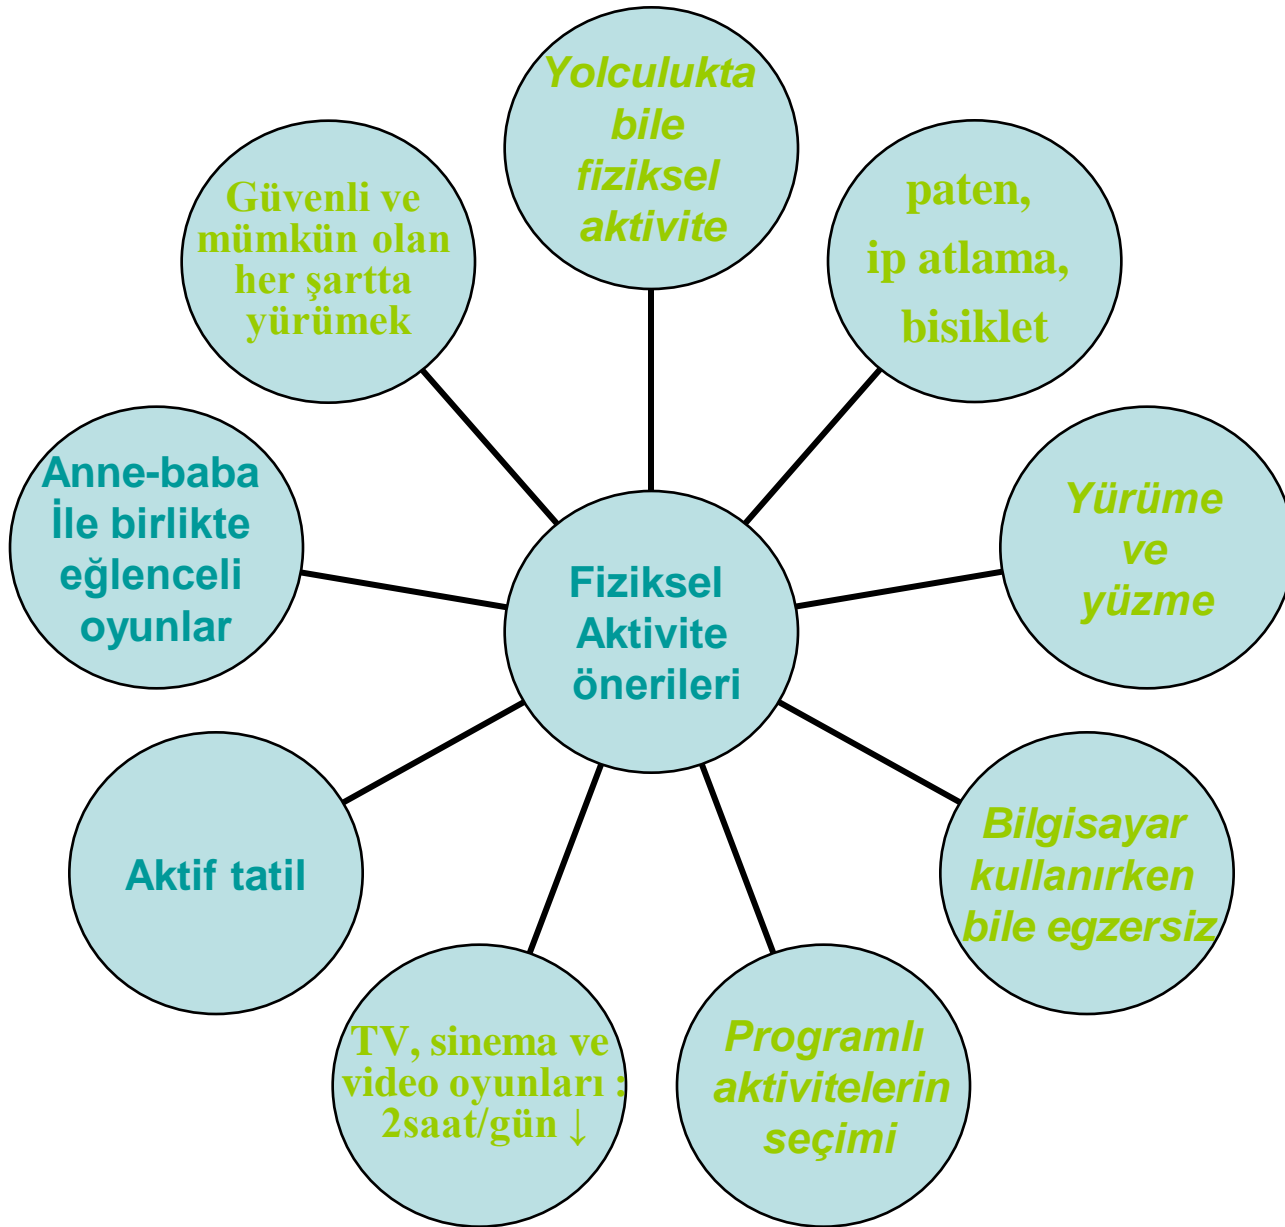 Yolculukta
bile
fiziksel
aktivite
paten,
ip atlama,
bisiklet
Yürüme
ve
yüzme
Bilgisayar
kullanırken
bile egzersiz
Programlı
aktivitelerin
seçimi
TV, sinema ve
video oyunları :
2saat/gün ↓
Aktif tatil
Anne-baba
İle birlikte
eğlenceli
oyunlar
Güvenli ve
mümkün olan
her şartta
yürümek
Fiziksel
Aktivite
önerileri